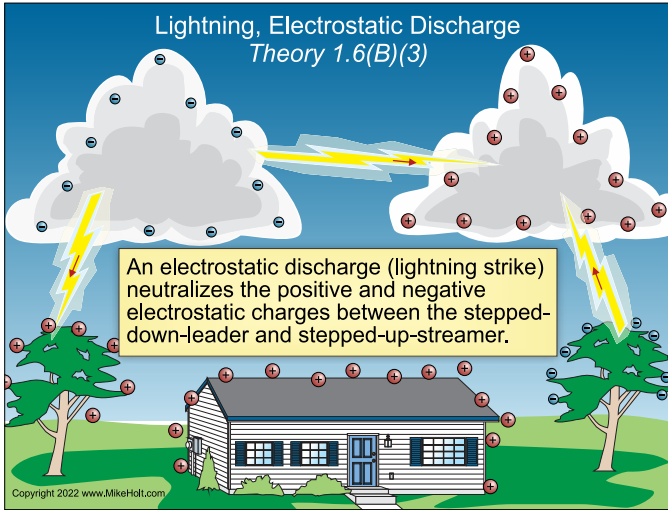 Lightning, Electrostatic Discharge
Theory 1.6(B)(3)
An electrostatic discharge (lightning strike)
neutralizes the positive and negative
electrostatic charges between the stepped-
down-leader and stepped-up-streamer.
Copyright 2022 www.MikeHolt.com